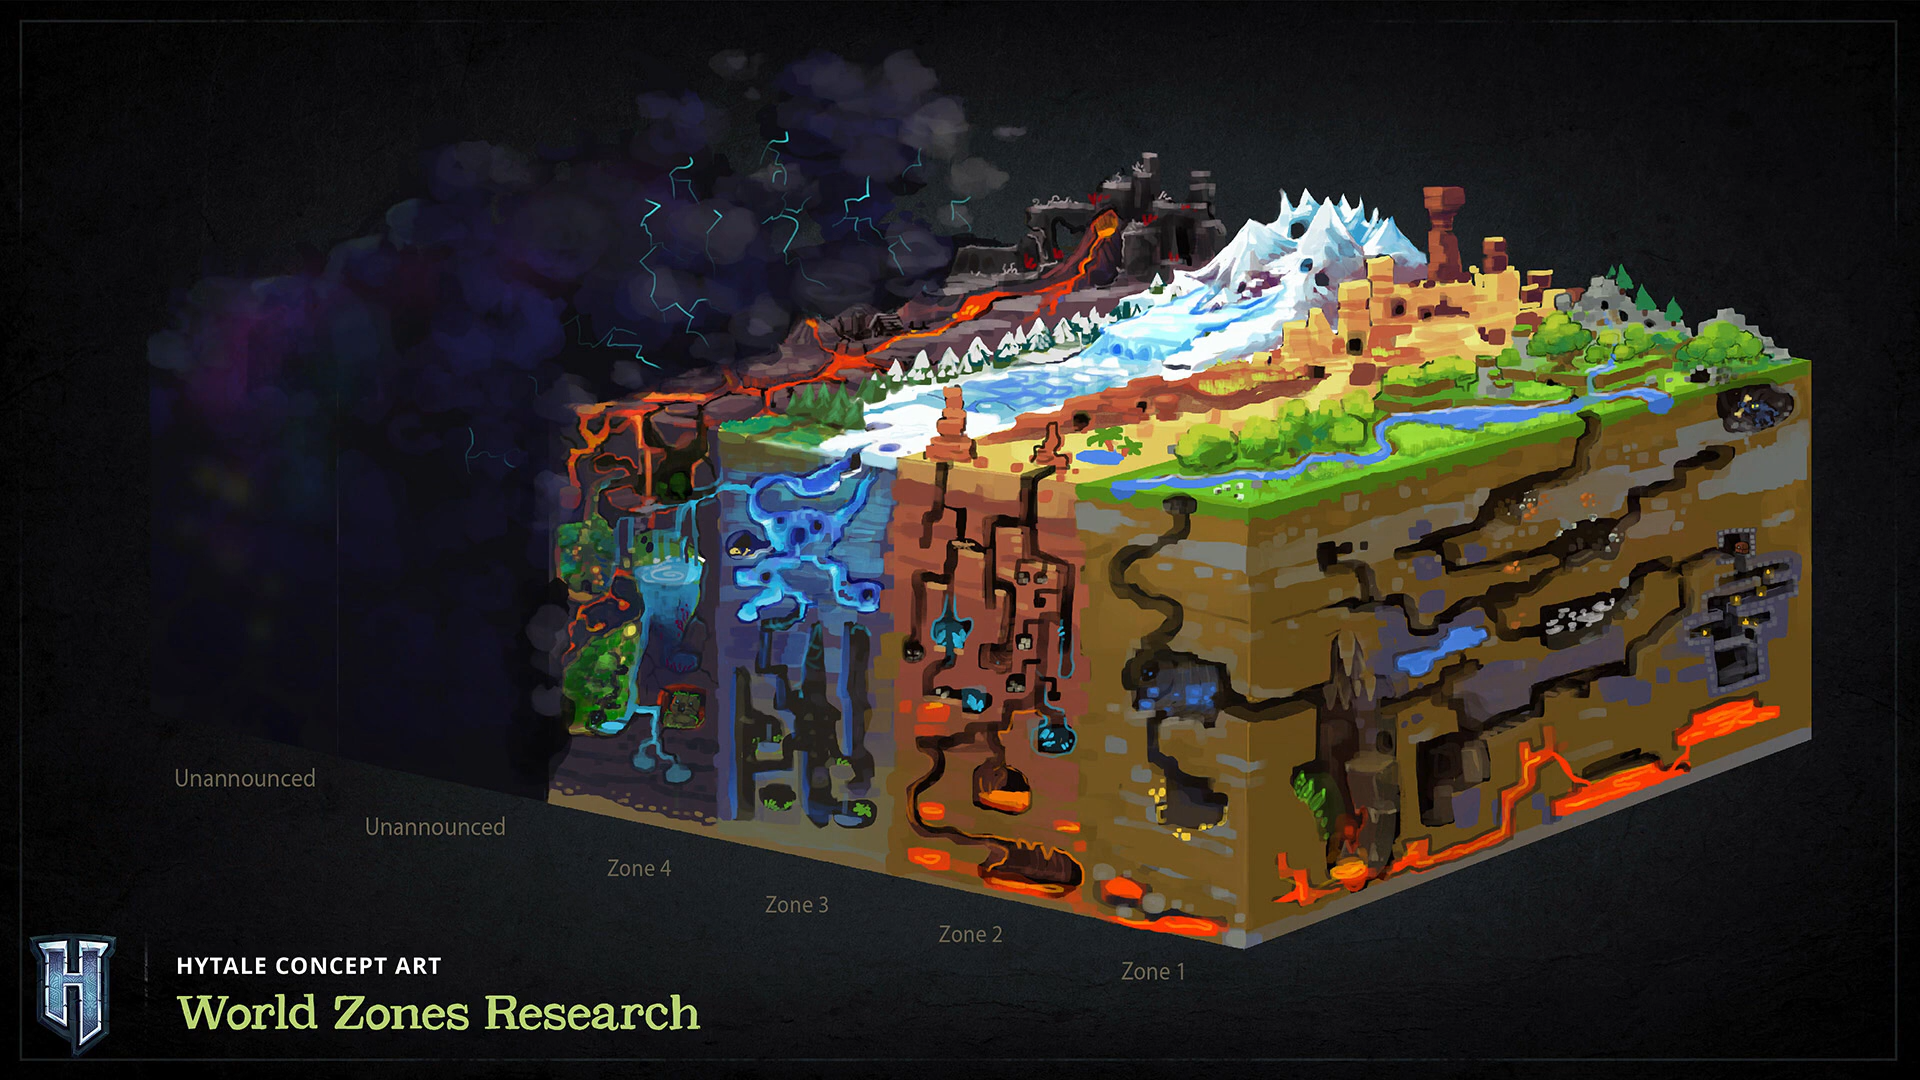 Unannounced
Unannounced
Zone 4
Zone 3
Zone 2
Zone 1
H
HYTALE CONCEPT ART
World Zones Research